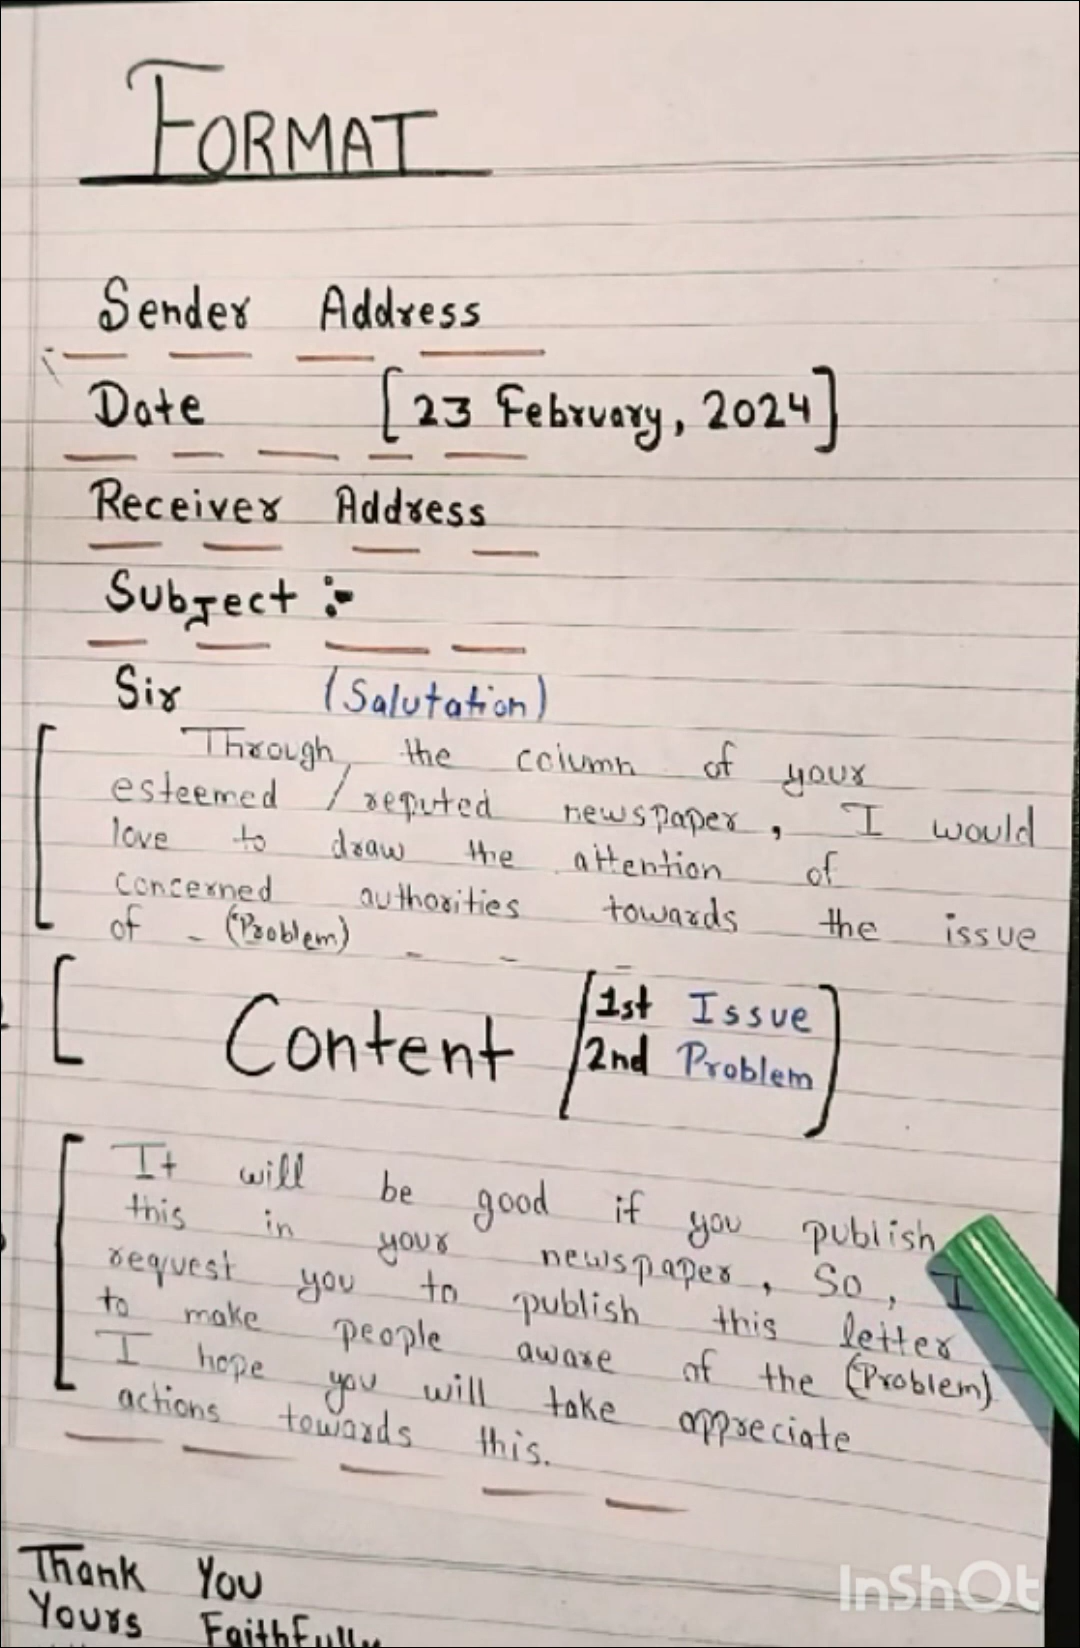 FORMAT
Sender Address
Date [23 February, 2024]
Receiver Address
Subject :-
Sir (Salutation)
Through the column of your
esteemed / reputed newspaper, I would
love to draw the attention of
concerned authorities towards the issue
of - (Problem) - - -
Content [1st Issue
2nd Problem]
It will be good if you publish
this in your newspaper, So, I
request you to publish this letter
to make people aware of the (Problem)
I hope you will take appreciate
actions towards this.
Thank You
Yours Faithfully
InShOt